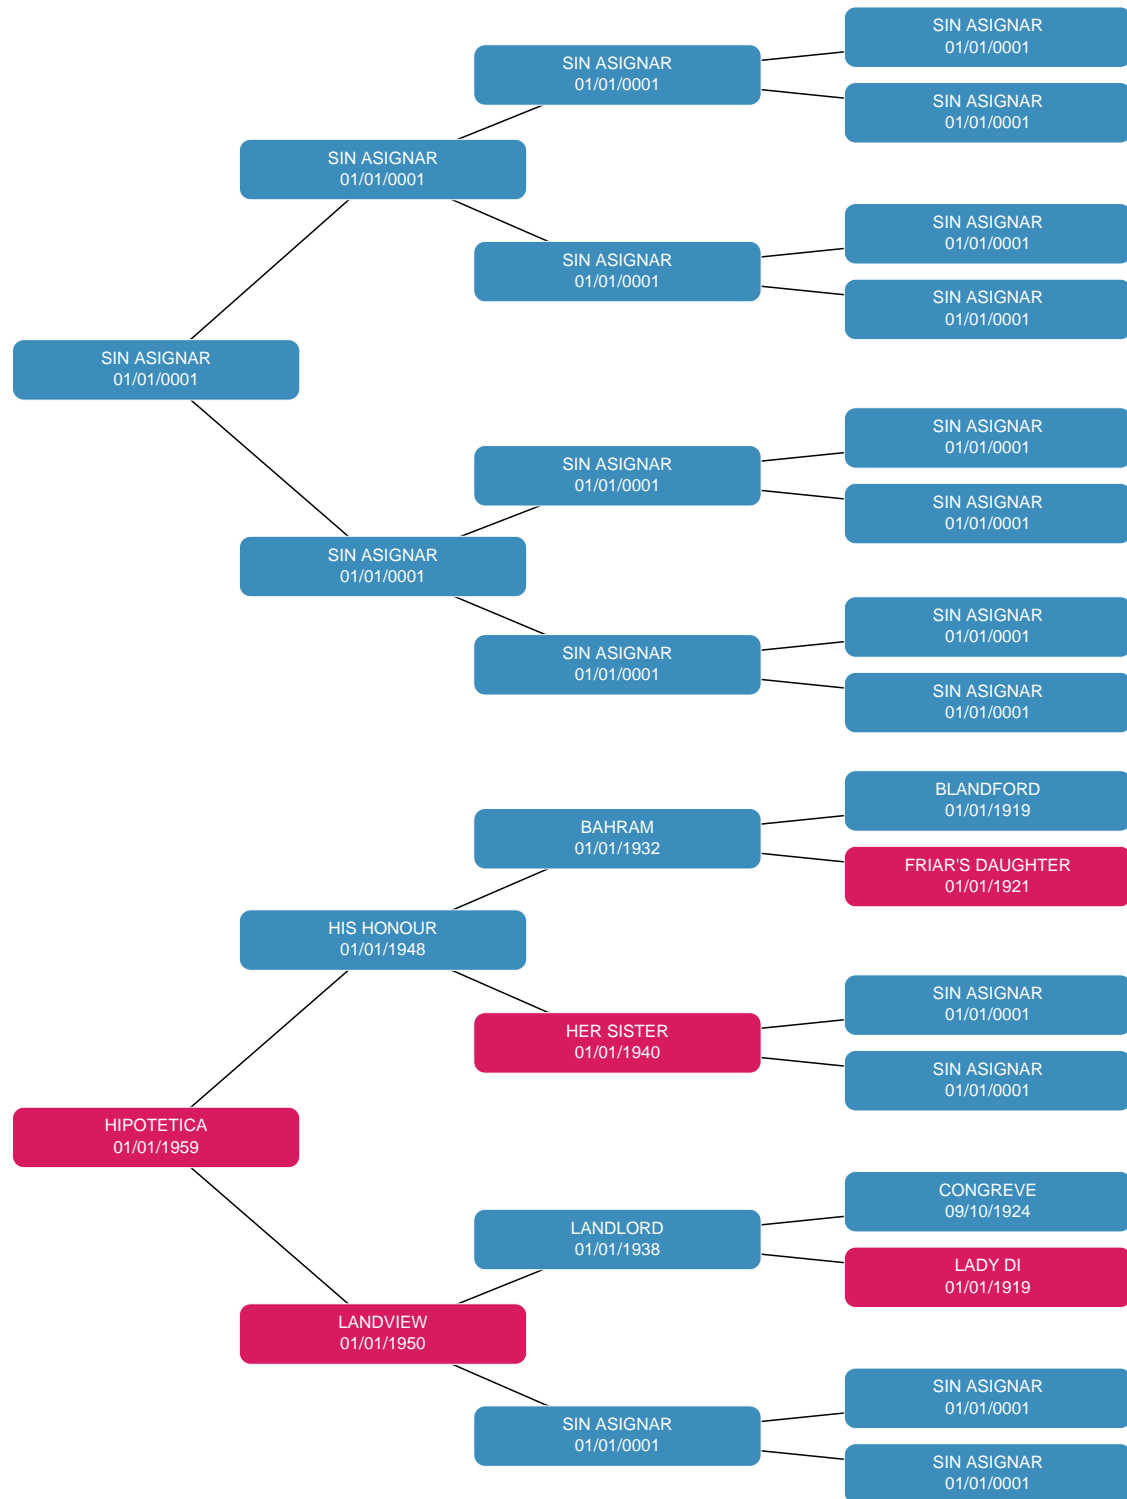 SIN ASIGNAR
01/01/0001
SIN ASIGNAR
01/01/0001
SIN ASIGNAR
01/01/0001
SIN ASIGNAR
01/01/0001
SIN ASIGNAR
01/01/0001
SIN ASIGNAR
01/01/0001
SIN ASIGNAR
01/01/0001
SIN ASIGNAR
01/01/0001
SIN ASIGNAR
01/01/0001
SIN ASIGNAR
01/01/0001
SIN ASIGNAR
01/01/0001
SIN ASIGNAR
01/01/0001
SIN ASIGNAR
01/01/0001
SIN ASIGNAR
01/01/0001
SIN ASIGNAR
01/01/0001
BLANDFORD
01/01/1919
BAHRAM
01/01/1932
FRIAR'S DAUGHTER
01/01/1921
HIS HONOUR
01/01/1948
SIN ASIGNAR
01/01/0001
HER SISTER
01/01/1940
SIN ASIGNAR
01/01/0001
HIPOTETICA
01/01/1959
CONGREVE
09/10/1924
LANDLORD
01/01/1938
LADY DI
01/01/1919
LANDVIEW
01/01/1950
SIN ASIGNAR
01/01/0001
SIN ASIGNAR
01/01/0001
SIN ASIGNAR
01/01/0001